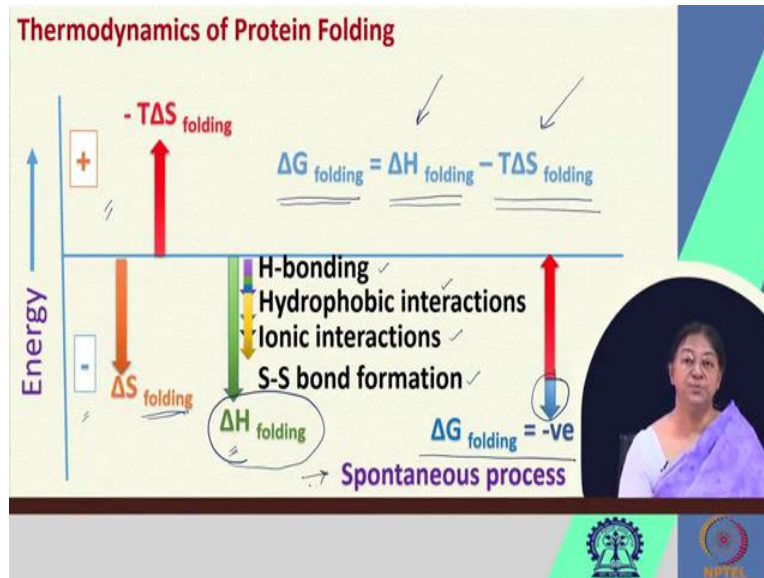 Thermodynamics of Protein Folding
- TΔS folding
+
ΔG folding = ΔH folding – TΔS folding
Energy
H-bonding
Hydrophobic interactions
Ionic interactions
S-S bond formation
-
ΔS folding
ΔH folding
ΔG folding = -ve
Spontaneous process
NPTEL